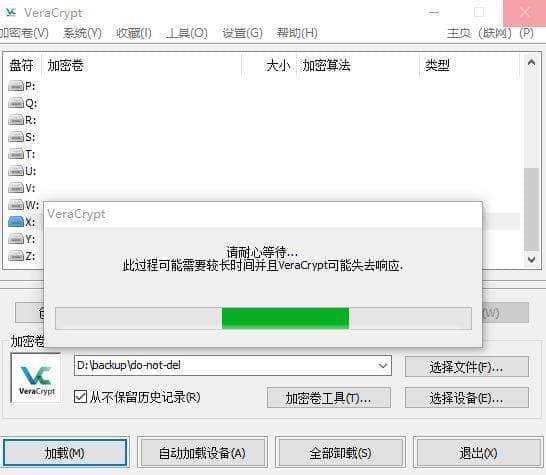 VeraCrypt
加密卷(V) 系统(Y) 收藏(I) 工具(O) 设置(G) 帮助(H) 主页（联网）(P)
盘符 加密卷 大小 加密算法 类型
P:
Q:
R:
S:
T:
U:
V:
W:
X:
Y:
Z:
VeraCrypt
请耐心等待...
此过程可能需要较长时间并且VeraCrypt可能失去响应.
(W)
加密卷
VeraCrypt
D:\backup\do-not-del
选择文件(F)...
从不保留历史记录(R)
加密卷工具(T)...
选择设备(E)...
加载(M)
自动加载设备(A)
全部卸载(S)
退出(X)